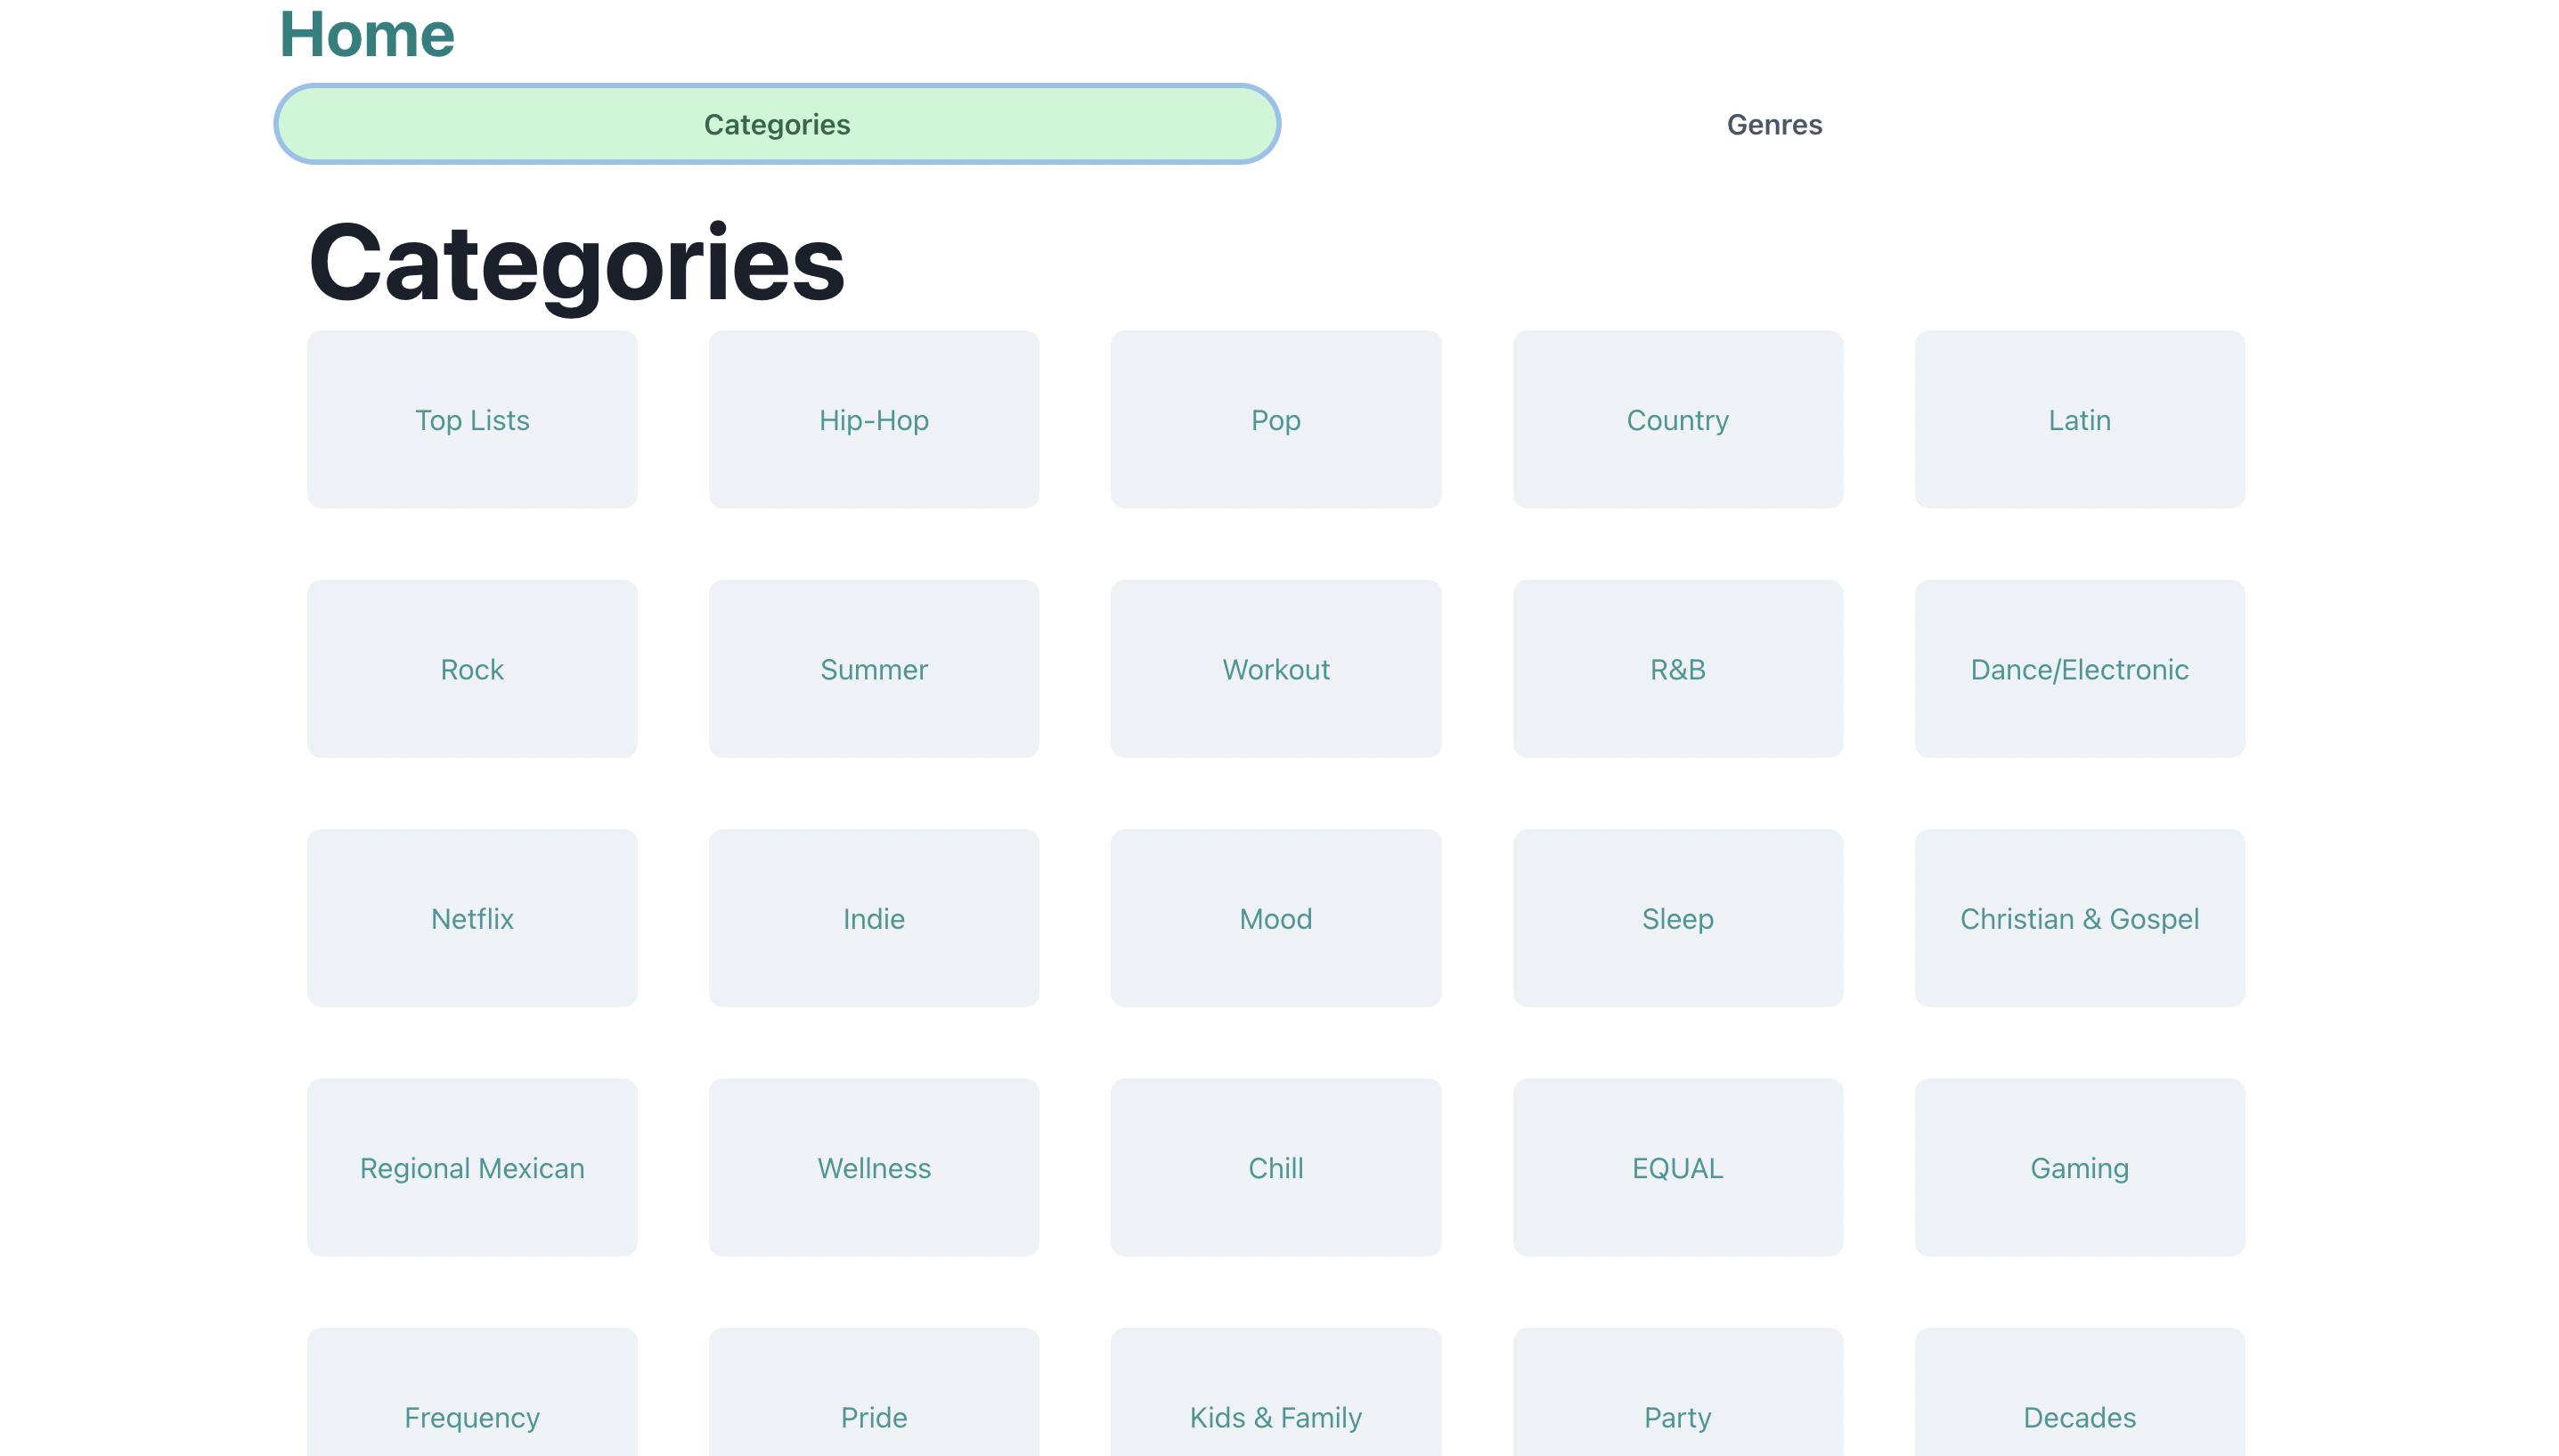 Home
Categories Genres
Categories
Top Lists Hip-Hop Pop Country Latin
Rock Summer Workout R&B Dance/Electronic
Netflix Indie Mood Sleep Christian & Gospel
Regional Mexican Wellness Chill EQUAL Gaming
Frequency Pride Kids & Family Party Decades